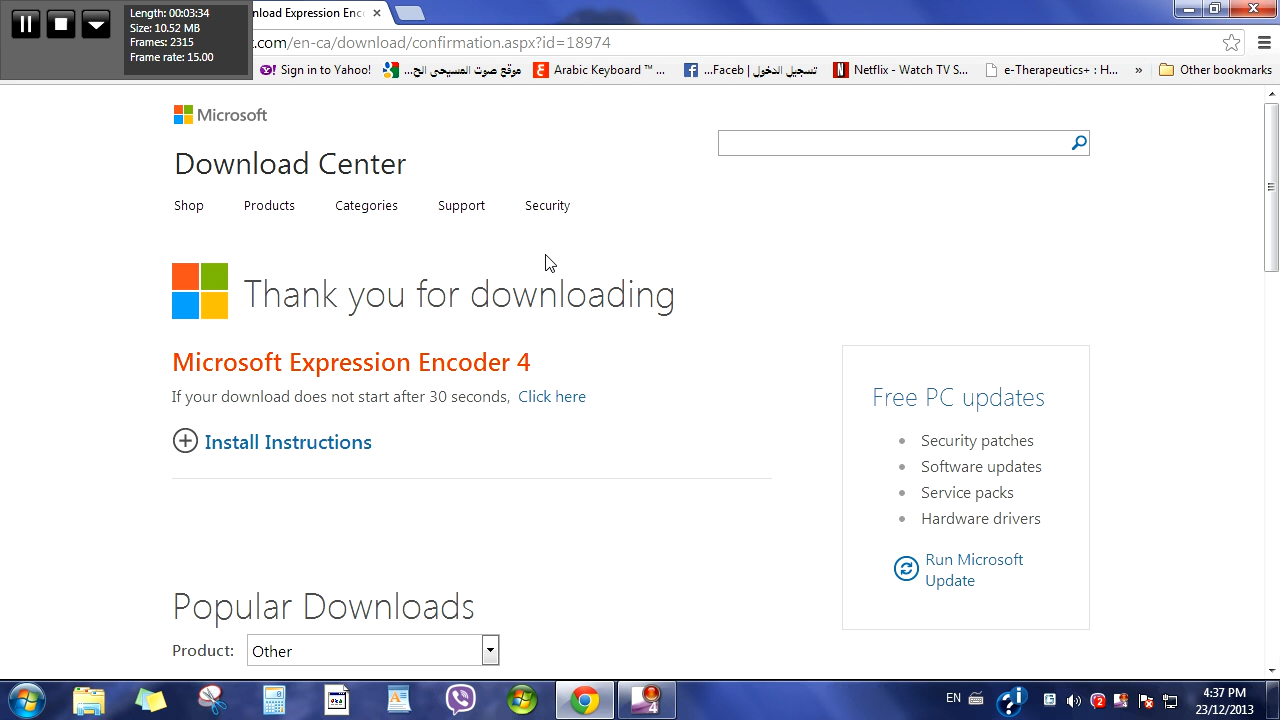 Length: 00:03:34
Size: 10.52 MB
Frames: 2315
Frame rate: 15.00
nload Expression Enco
.com/en-ca/download/confirmation.aspx?id=18974
Sign in to Yahoo!
موقع صوت المسيحى الح...
Arabic Keyboard ™ ...
تسجيل الدخول | Faceb...
Netflix - Watch TV S...
e-Therapeutics+ : H...
»
Other bookmarks
Microsoft
Download Center
Shop Products Categories Support Security
Thank you for downloading
Microsoft Expression Encoder 4
If your download does not start after 30 seconds, Click here
Install Instructions
Free PC updates
• Security patches
• Software updates
• Service packs
• Hardware drivers
Run Microsoft
Update
Popular Downloads
Product: Other
EN
4:37 PM
23/12/2013